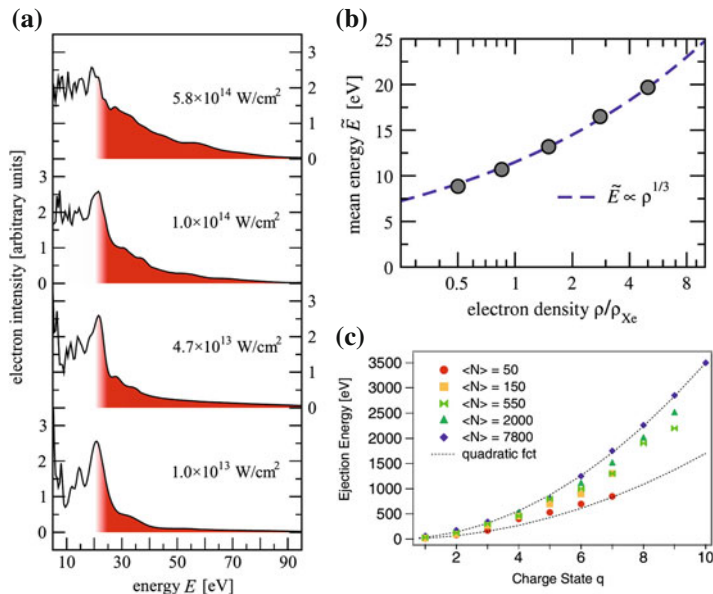 (a)
3
2
1
0
5.8×10¹⁴ W/cm²
3
2
1
0
1.0×10¹⁴ W/cm²
3
2
1
0
4.7×10¹³ W/cm²
3
2
1
0
1.0×10¹³ W/cm²
10 20 30 40 50 60 70 80 90
energy E [eV]
electron intensity [arbitrary units]
(b)
25
20
15
10
5
0
mean energy Ẽ [eV]
Ẽ ∝ ρ^1/3
0.5 1 2 4 8
electron density ρ/ρXe
(c)
3500
3000
2500
2000
1500
1000
500
0
Ejection Energy [eV]
<N> = 50
<N> = 150
<N> = 550
<N> = 2000
<N> = 7800
quadratic fct
2 4 6 8 10
Charge State q